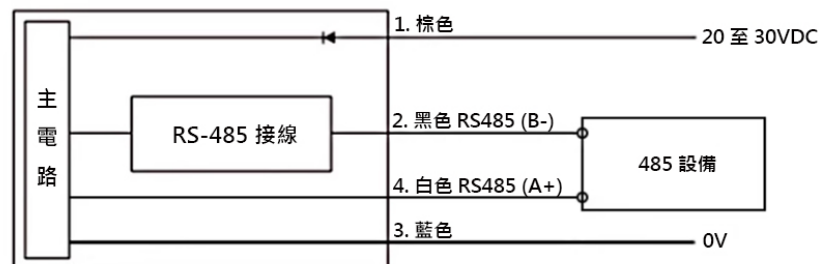 主電路
1. 棕色
20 至 30VDC
RS-485 接線
2. 黑色 RS485 (B-)
485 設備
4. 白色 RS485 (A+)
3. 藍色
0V